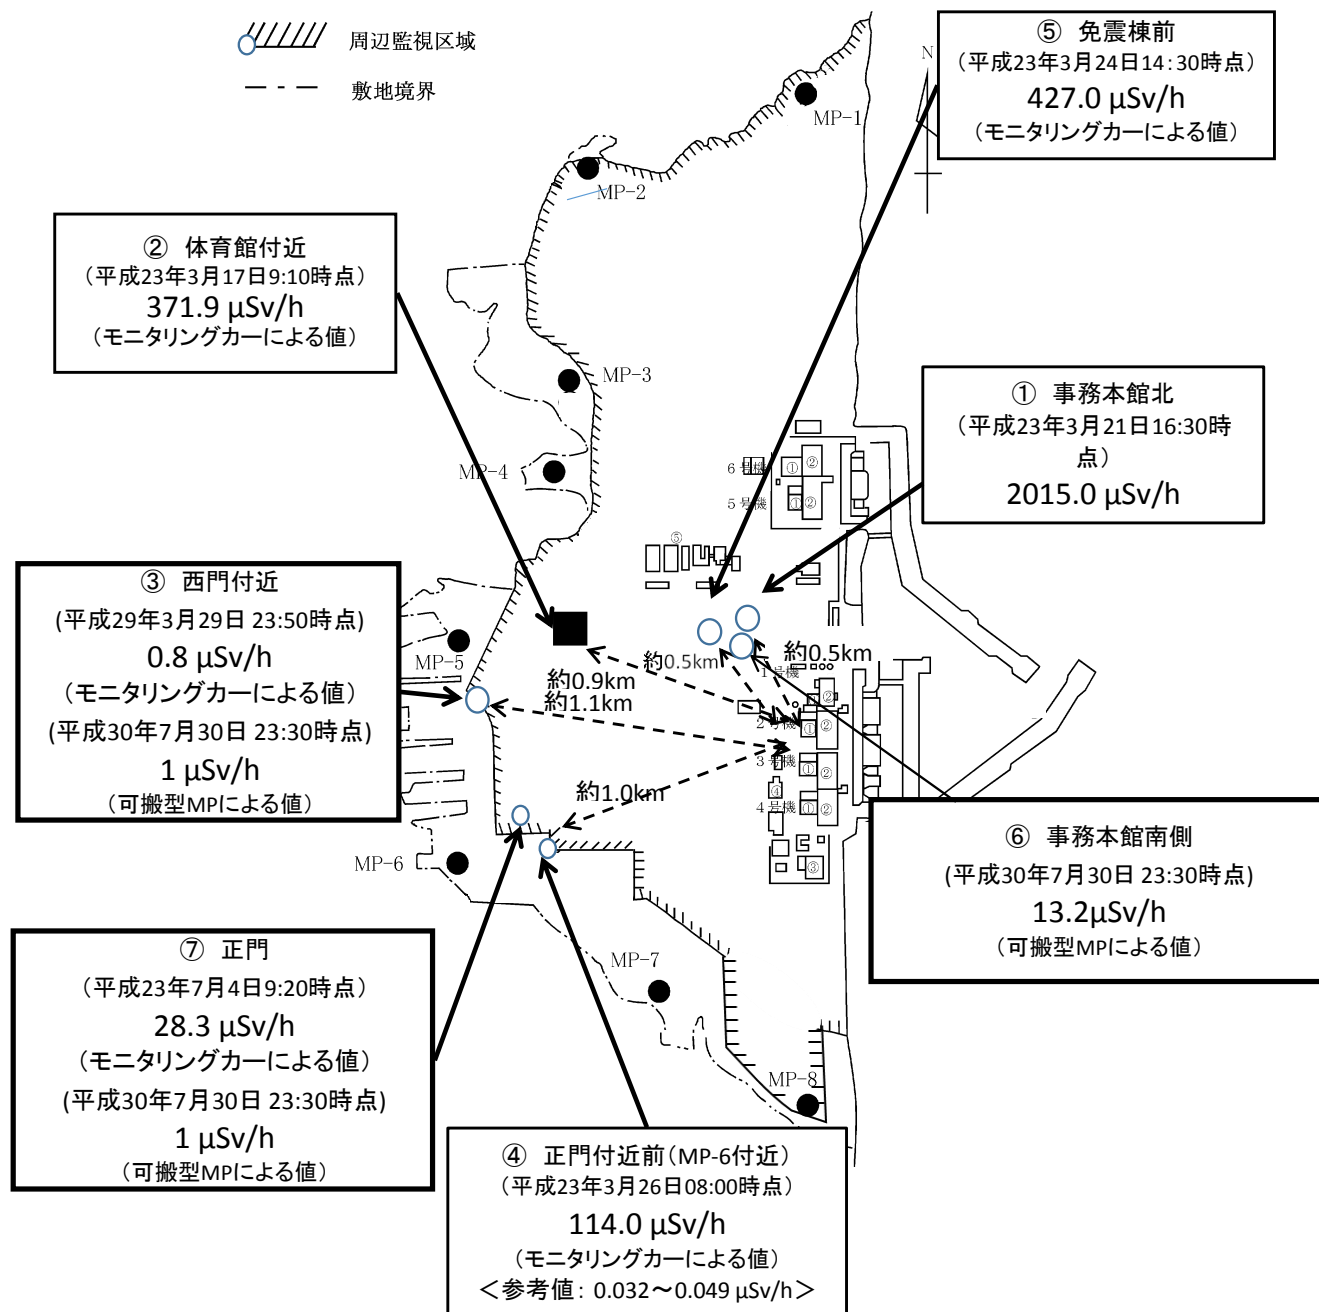 周辺監視区域
敷地境界
⑤ 免震棟前
（平成23年3月24日14:30時点）
427.0 μSv/h
（モニタリングカーによる値）
N
MP-1
MP-2
② 体育館付近
（平成23年3月17日9:10時点）
371.9 μSv/h
（モニタリングカーによる値）
MP-3
MP-4
① 事務本館北
（平成23年3月21日16:30時
点）
2015.0 μSv/h
6号機
① ②
5号機
① ②
⑤
③ 西門付近
(平成29年3月29日 23:50時点)
0.8 μSv/h
（モニタリングカーによる値）
(平成30年7月30日 23:30時点)
1 μSv/h
（可搬型MPによる値）
MP-5
約0.5km
約0.5km
約0.9km
約1.1km
1号機
②
2号機
① ②
3号機
① ②
④
4号機
① ②
③
約1.0km
MP-6
⑥ 事務本館南側
(平成30年7月30日 23:30時点)
13.2μSv/h
（可搬型MPによる値）
⑦ 正門
（平成23年7月4日9:20時点）
28.3 μSv/h
（モニタリングカーによる値）
(平成30年7月30日 23:30時点)
1 μSv/h
（可搬型MPによる値）
MP-7
MP-8
④ 正門付近前（MP-6付近）
（平成23年3月26日08:00時点）
114.0 μSv/h
（モニタリングカーによる値）
＜参考値: 0.032～0.049 μSv/h＞